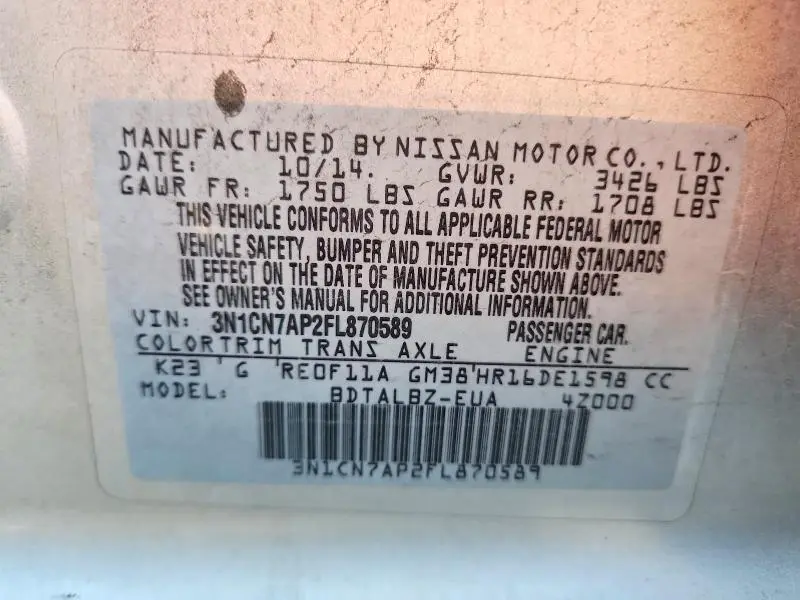 MANUFACTURED BY NISSAN MOTOR CO., LTD.
DATE: 10/14. GVWR: 3426 LBS
GAWR FR: 1750 LBS GAWR RR: 1708 LBS
THIS VEHICLE CONFORMS TO ALL APPLICABLE FEDERAL MOTOR
VEHICLE SAFETY, BUMPER AND THEFT PREVENTION STANDARDS
IN EFFECT ON THE DATE OF MANUFACTURE SHOWN ABOVE.
SEE OWNER'S MANUAL FOR ADDITIONAL INFORMATION.
VIN: 3N1CN7AP2FL870589 PASSENGER CAR.
COLOR TRIM TRANS AXLE ENGINE
K23 G RE0F11A GM38 HR16DE1598 CC
MODEL: BDTALBZ-EUA 4Z000
3N1CN7AP2FL870589